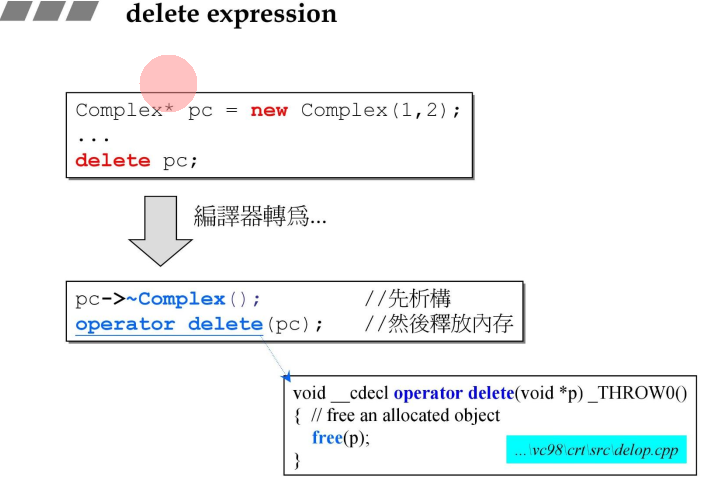 delete expression
Complex* pc = new Complex(1,2);
...
delete pc;
編譯器轉爲...
pc->~Complex(); //先析構
operator delete(pc); //然後釋放內存
void __cdecl operator delete(void *p) _THROW0()
{ // free an allocated object
free(p);
}
...\vc98\crt\src\delop.cpp